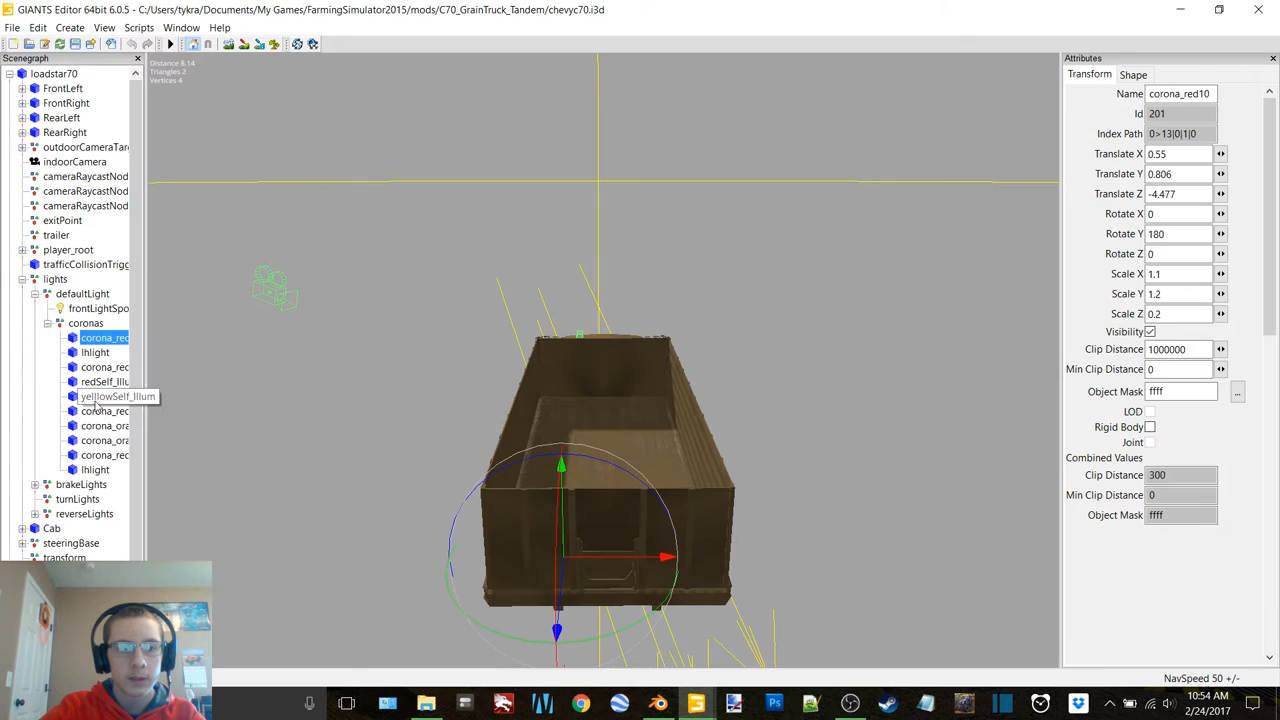 GIANTS Editor 64bit 6.0.5 - C:/Users/tykra/Documents/My Games/FarmingSimulator2015/mods/C70_GrainTruck_Tandem/chevyc70.i3d
File Edit Create View Scripts Window Help
Scenegraph
loadstar70
FrontLeft
FrontRight
RearLeft
RearRight
outdoorCameraTarg
indoorCamera
cameraRaycastNod
cameraRaycastNod
cameraRaycastNod
exitPoint
trailer
player_root
trafficCollisionTrigg
lights
defaultLight
frontLightSpo
coronas
corona_red
lhlight
corona_red
redSelf_Illu
yelllowSelf_Illum
corona_red
corona_ora
corona_ora
corona_red
lhlight
brakeLights
turnLights
reverseLights
Cab
steeringBase
transform
Distance 8.14
Triangles 2
Vertices 4
Attributes
Transform Shape
Name corona_red10
Id 201
Index Path 0>13|0|1|0
Translate X 0.55
Translate Y 0.806
Translate Z -4.477
Rotate X 0
Rotate Y 180
Rotate Z 0
Scale X 1.1
Scale Y 1.2
Scale Z 0.2
Visibility
Clip Distance 1000000
Min Clip Distance 0
Object Mask ffff ...
LOD
Rigid Body
Joint
Combined Values
Clip Distance 300
Min Clip Distance 0
Object Mask ffff
NavSpeed 50 +/-
10:54 AM
2/24/2017